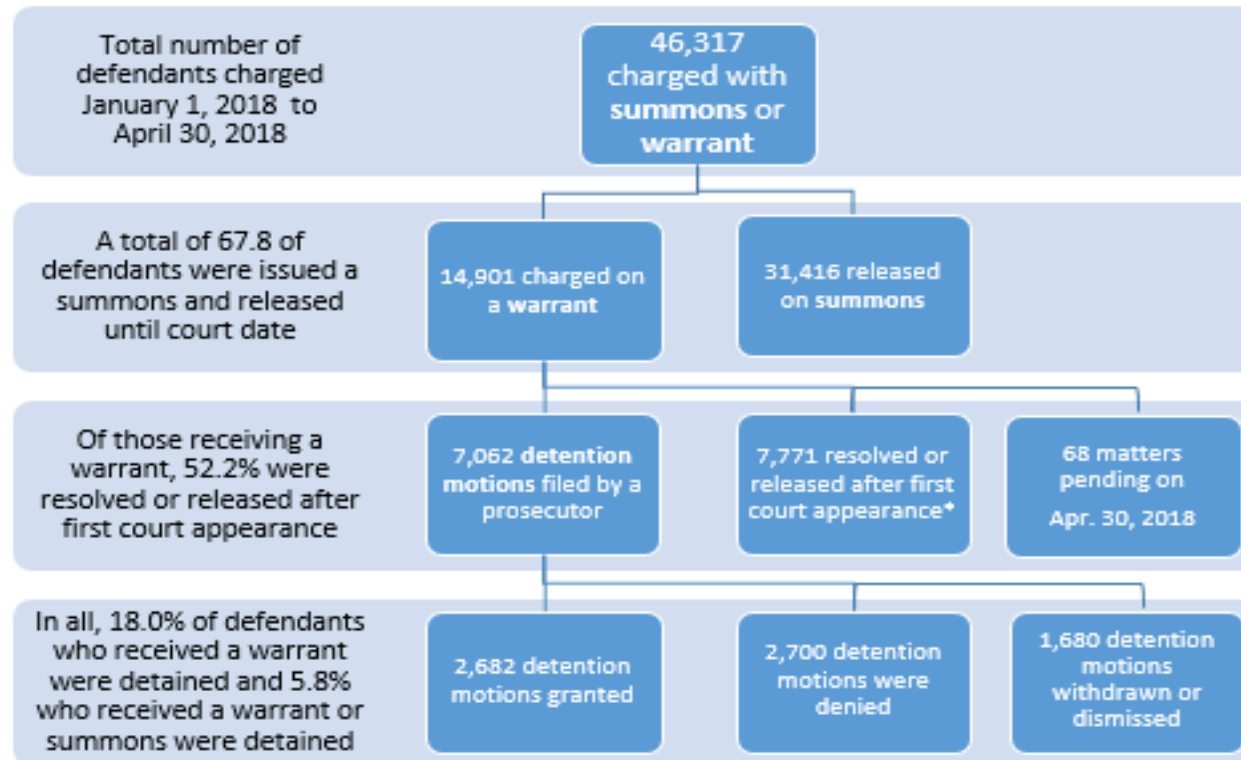 Total number of
defendants charged
January 1, 2018 to
April 30, 2018
46,317
charged with
summons or
warrant
A total of 67.8 of
defendants were issued a
summons and released
until court date
14,901 charged on
a warrant
31,416 released
on summons
Of those receiving a
warrant, 52.2% were
resolved or released after
first court appearance
7,062 detention
motions filed by a
prosecutor
7,771 resolved or
released after first
court appearance*
68 matters
pending on
Apr. 30, 2018
In all, 18.0% of defendants
who received a warrant
were detained and 5.8%
who received a warrant or
summons were detained
2,682 detention
motions granted
2,700 detention
motions were
denied
1,680 detention
motions
withdrawn or
dismissed